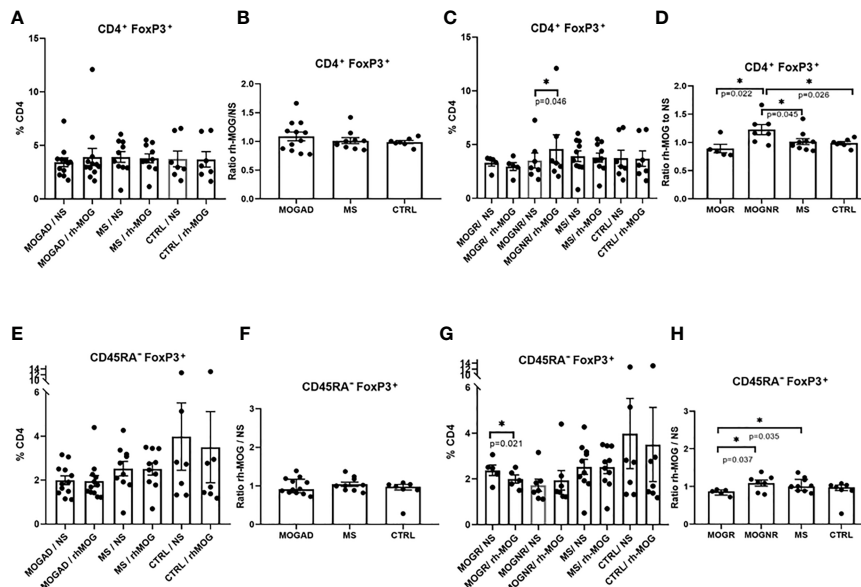 A
CD4⁺ FoxP3⁺
% CD4
15
10
5
0
MOGAD / NS
MOGAD / rh-MOG
MS / NS
MS / rh-MOG
CTRL / NS
CTRL / rh-MOG
B
CD4⁺ FoxP3⁺
Ratio rh-MOG/NS
2.0
1.5
1.0
0.5
0.0
MOGAD
MS
CTRL
C
CD4⁺ FoxP3⁺
% CD4
15
10
5
0
*
p=0.046
MOGR/ NS
MOGR/ rh-MOG
MOGNR/ NS
MOGNR/ rh-MOG
MS/ NS
MS/ rh-MOG
CTRL/ NS
CTRL/ rh-MOG
D
CD4⁺ FoxP3⁺
Ratio rh-MOG to NS
2.0
1.5
1.0
0.5
0.0
*
p=0.022
*
p=0.026
*
p=0.045
MOGR
MOGNR
MS
CTRL
E
CD45RA⁻ FoxP3⁺
% CD4
14
12
10
6
4
2
0
MOGAD / NS
MOGAD / rhMOG
MS / NS
MS / rhMOG
CTRL / NS
CTRL / rhMOG
F
CD45RA⁻ FoxP3⁺
Ratio rh-MOG / NS
3
2
1
0
MOGAD
MS
CTRL
G
CD45RA⁻ FoxP3⁺
% CD4
14
12
10
6
4
2
0
*
p=0.021
MOGR/ NS
MOGR/ rh-MOG
MOGNR/ NS
MOGNR/ rh-MOG
MS/ NS
MS/ rh-MOG
CTRL/ NS
CTRL/ rh-MOG
H
CD45RA⁻ FoxP3⁺
Ratio rh-MOG / NS
3
2
1
0
*
p=0.035
*
p=0.037
MOGR
MOGNR
MS
CTRL